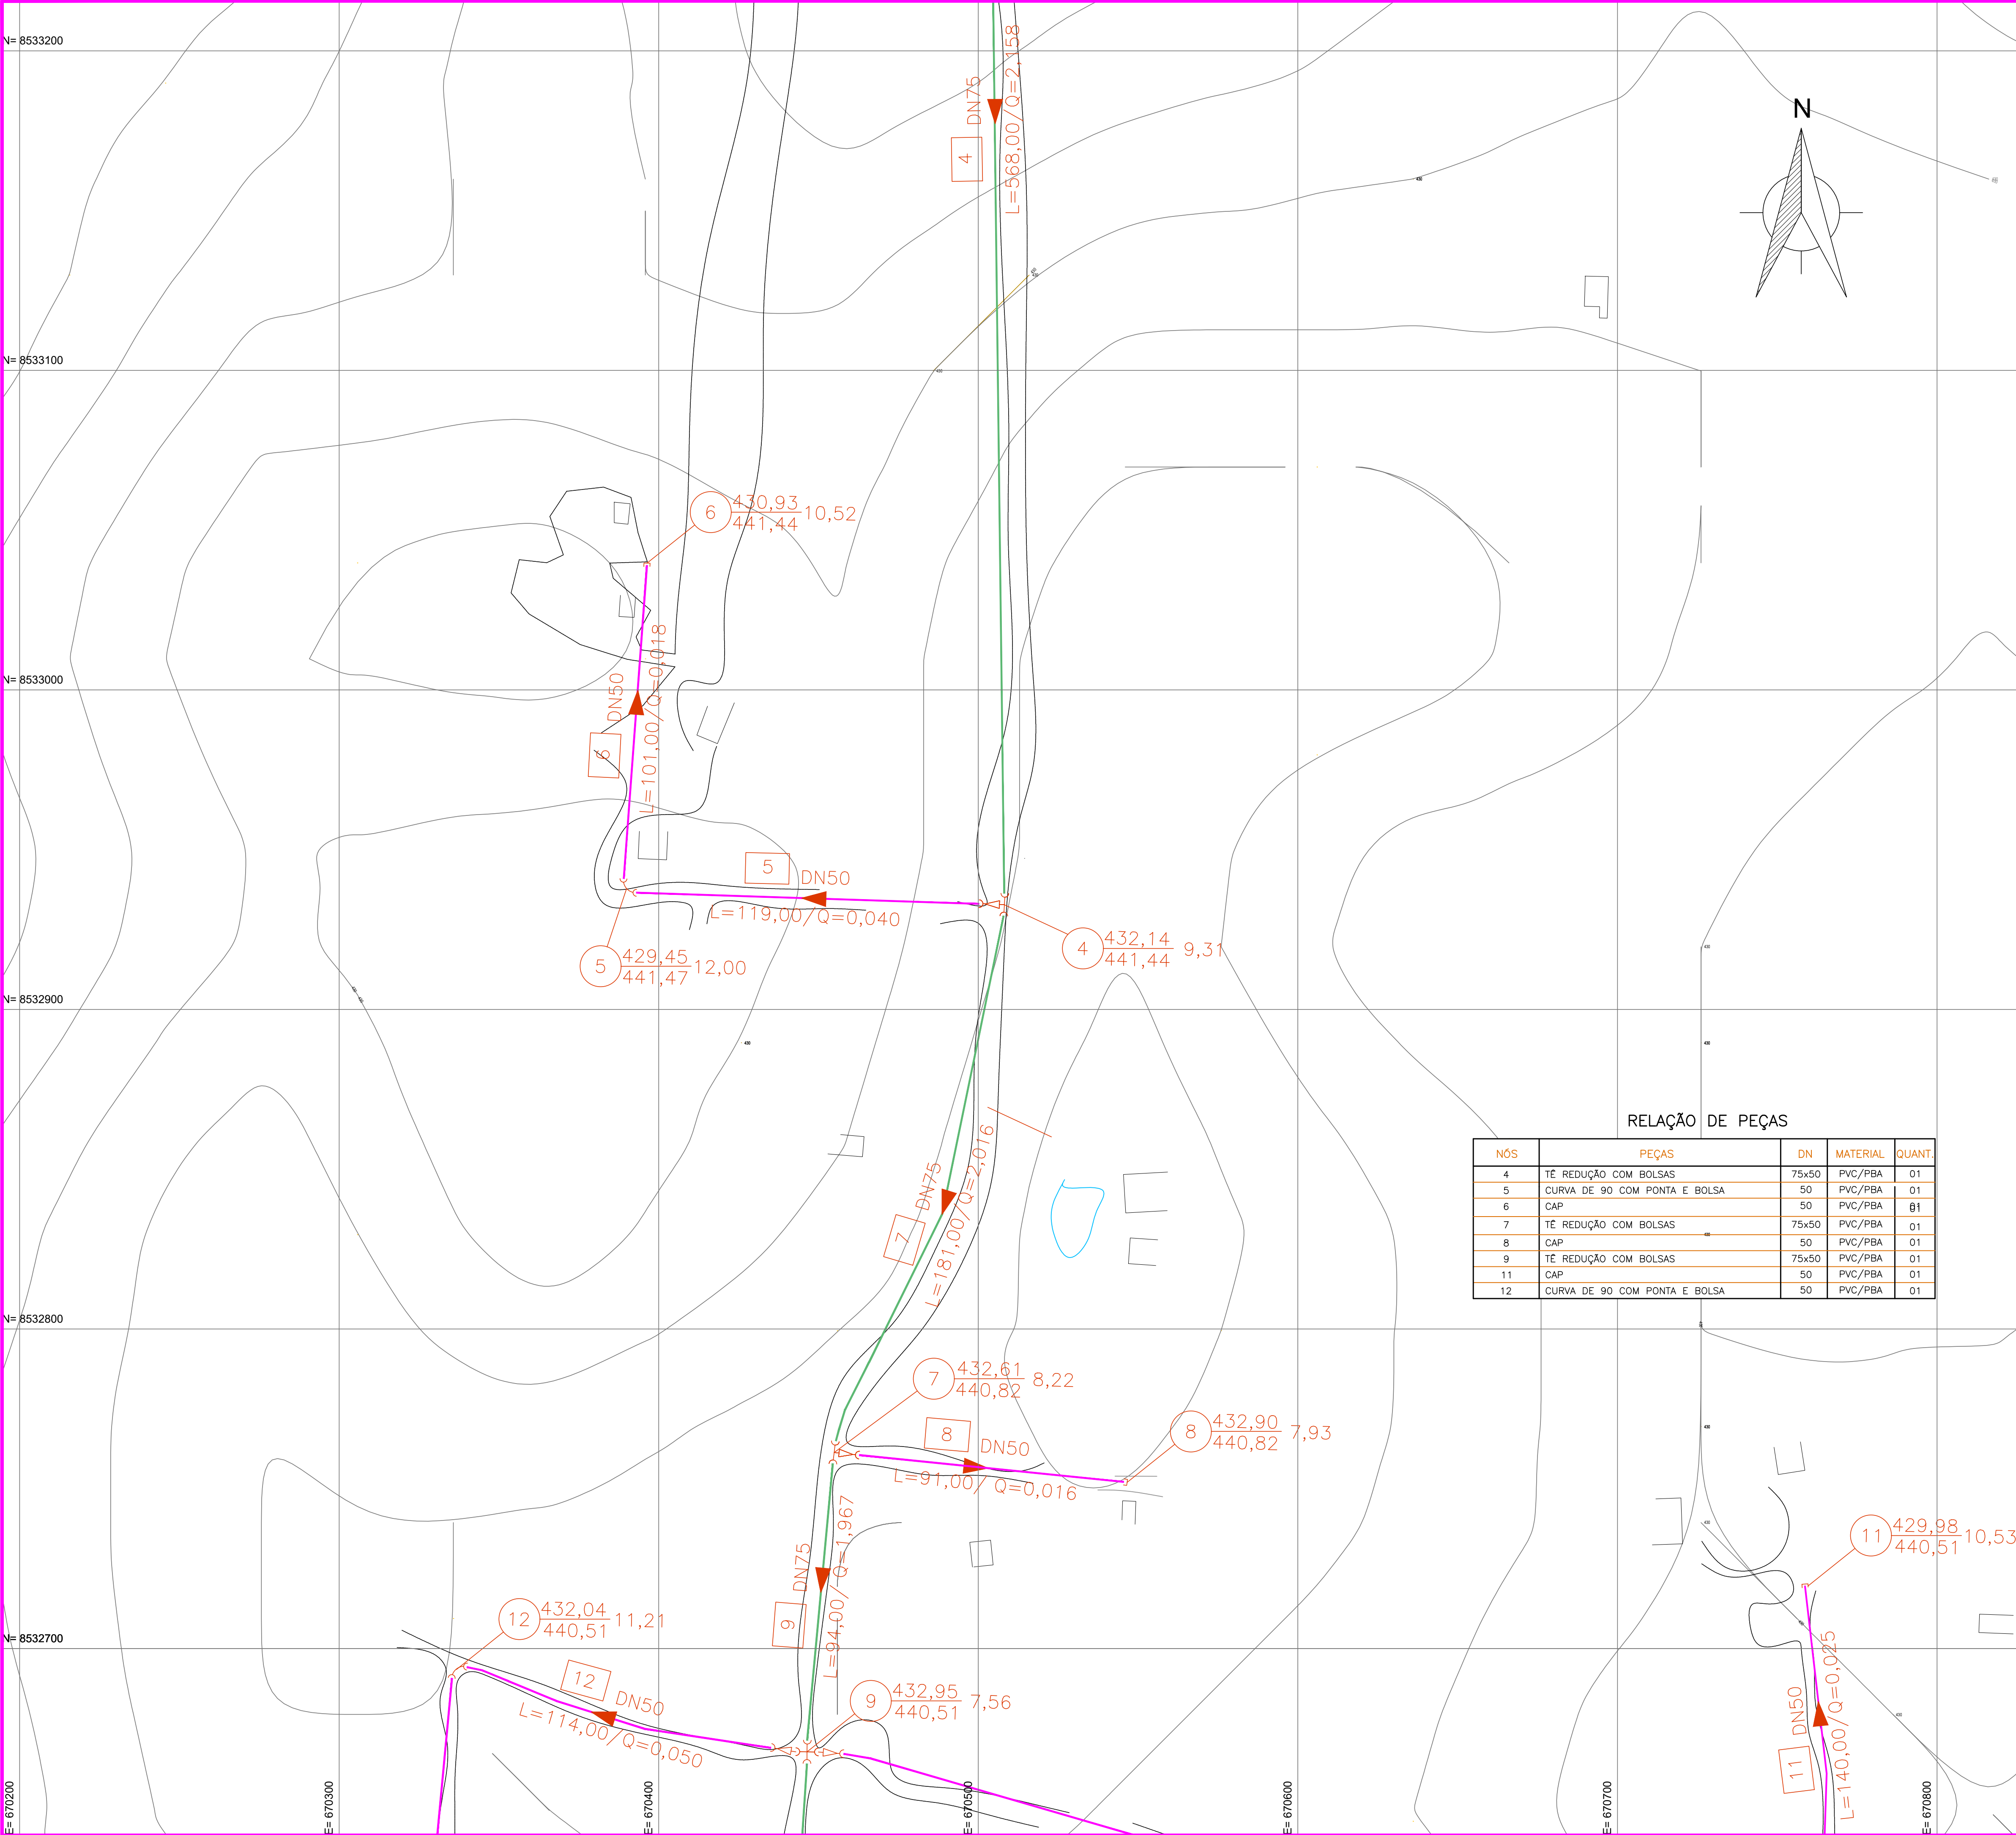 N= 8533200
DN75
L=568,00/Q=2,158
4
N
N= 8533100
6
430,93
441,44
10,52
N= 8533000
DN50
6
L=101,00/Q=0,018
5
DN50
L=119,00/Q=0,040
5
429,45
441,47
12,00
4
432,14
441,44
9,31
N= 8532900
DN75
7
L=181,00/Q=2,016
RELAÇÃO DE PEÇAS
NÓS PEÇAS DN MATERIAL QUANT.
4 TÊ REDUÇÃO COM BOLSAS 75x50 PVC/PBA 01
5 CURVA DE 90 COM PONTA E BOLSA 50 PVC/PBA 01
6 CAP 50 PVC/PBA 01
7 TÊ REDUÇÃO COM BOLSAS 75x50 PVC/PBA 01
8 CAP 50 PVC/PBA 01
9 TÊ REDUÇÃO COM BOLSAS 75x50 PVC/PBA 01
11 CAP 50 PVC/PBA 01
12 CURVA DE 90 COM PONTA E BOLSA 50 PVC/PBA 01
N= 8532800
7
432,61
440,82
8,22
8
DN50
L=91,00/ Q=0,016
8
432,90
440,82
7,93
DN75
9
L=94,00/ Q=1,967
11
429,98
440,51
10,53
12
432,04
440,51
11,21
N= 8532700
12
DN50
L=114,00/Q=0,050
9
432,95
440,51
7,56
DN50
11
L=140,00/Q=0,025
E= 670200
E= 670300
E= 670400
E= 670500
E= 670600
E= 670700
E= 670800